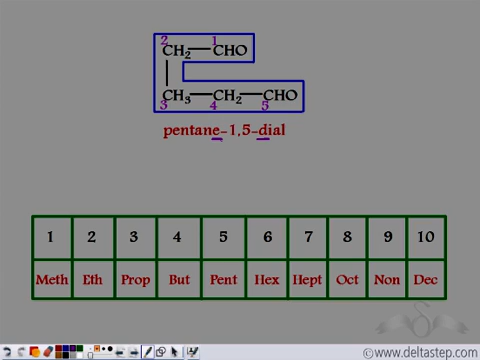 2 1
CH₂—CHO
CH₃—CH₂—CHO
3 4 5
pentane-1,5-dial
1 2 3 4 5 6 7 8 9 10
Meth Eth Prop But Pent Hex Hept Oct Non Dec
©www.deltastep.com